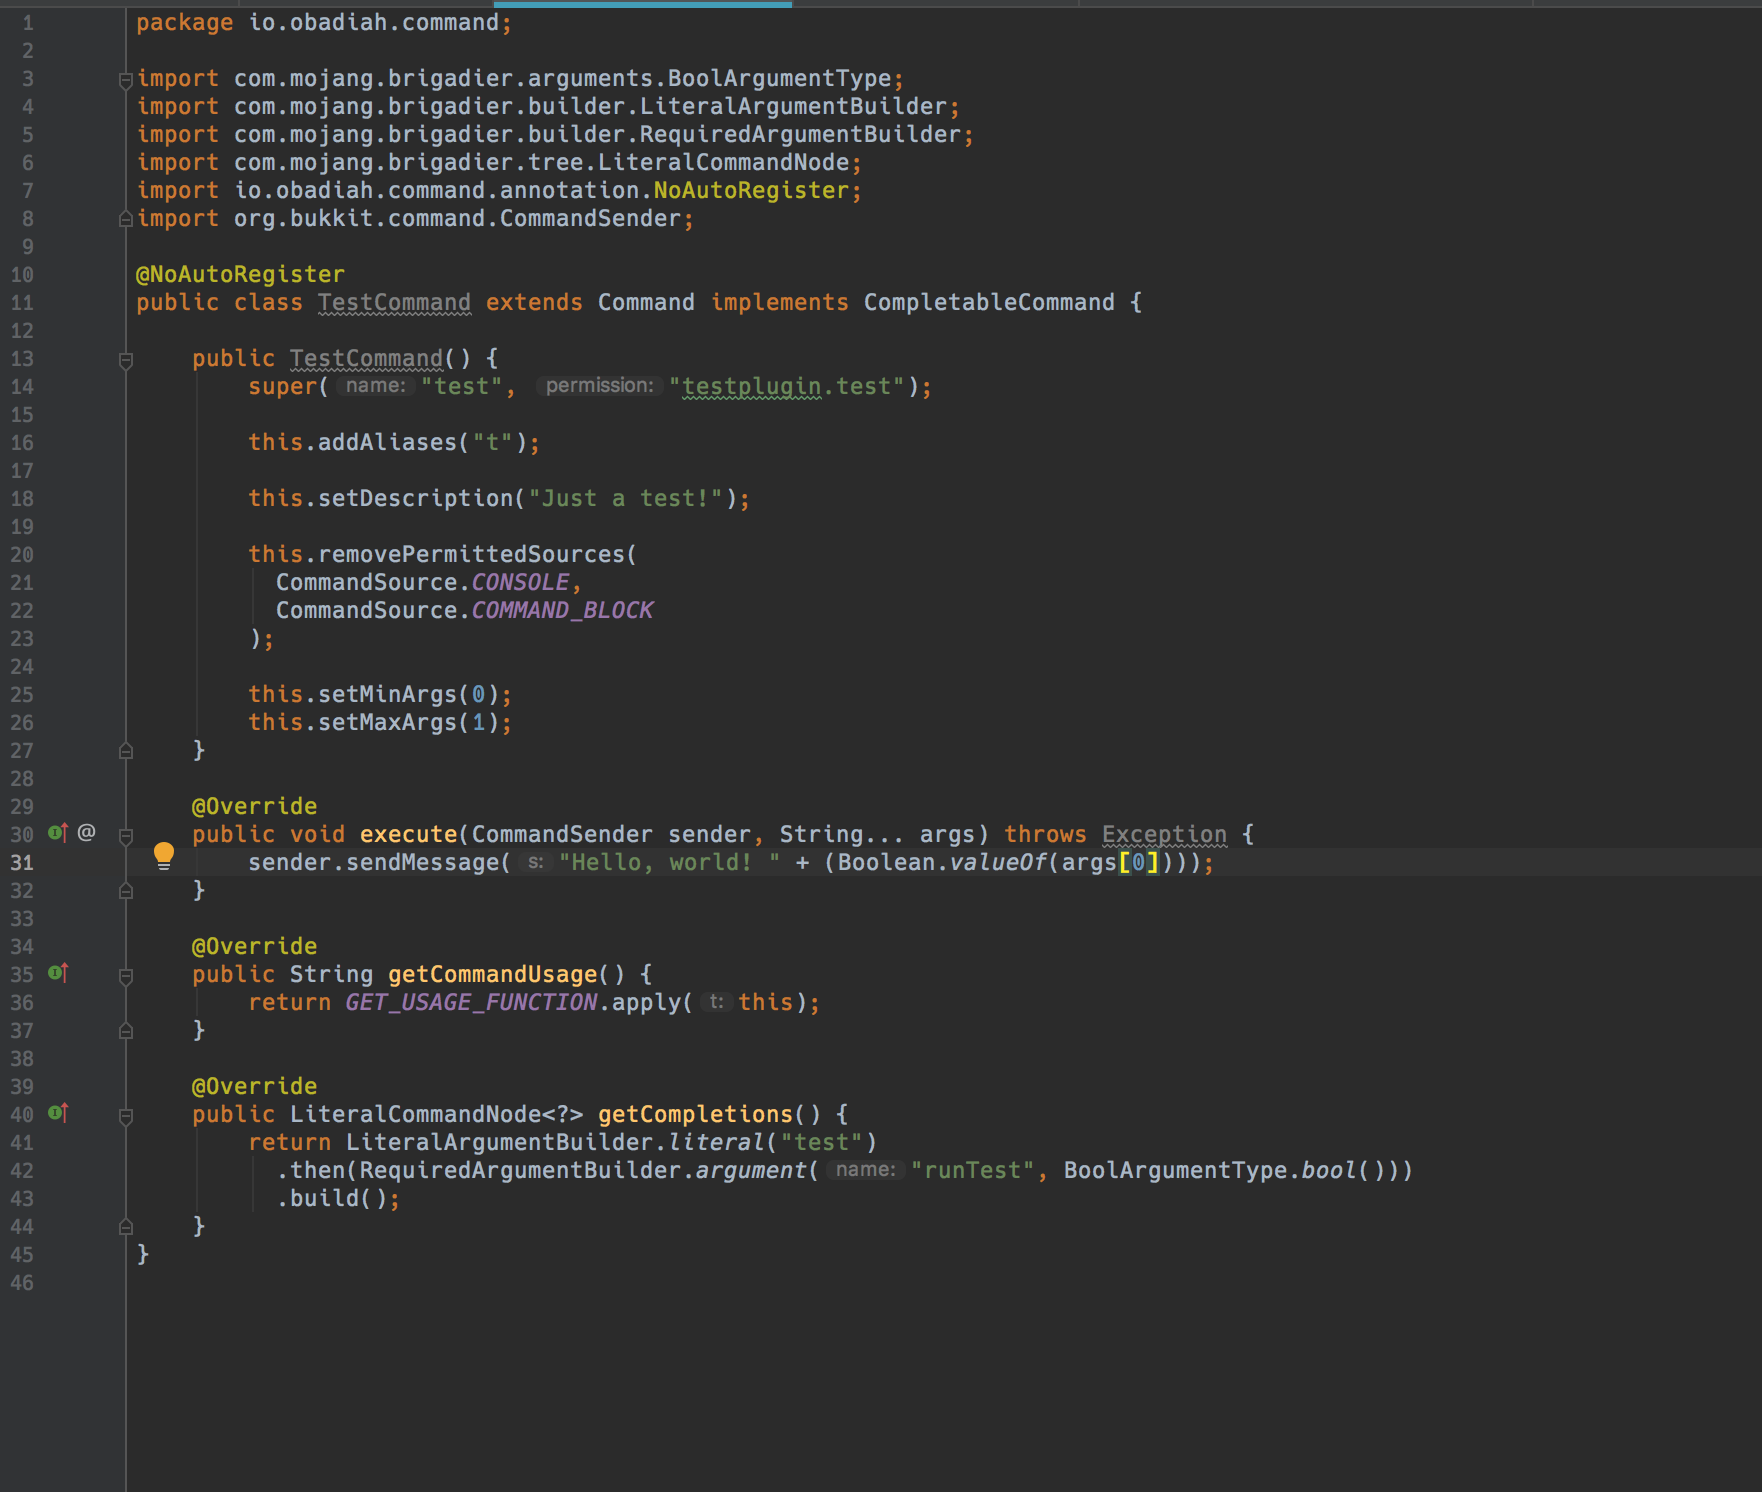 1 package io.obadiah.command;
2
3 import com.mojang.brigadier.arguments.BoolArgumentType;
4 import com.mojang.brigadier.builder.LiteralArgumentBuilder;
5 import com.mojang.brigadier.builder.RequiredArgumentBuilder;
6 import com.mojang.brigadier.tree.LiteralCommandNode;
7 import io.obadiah.command.annotation.NoAutoRegister;
8 import org.bukkit.command.CommandSender;
9
10 @NoAutoRegister
11 public class TestCommand extends Command implements CompletableCommand {
12
13     public TestCommand() {
14         super( name: "test", permission: "testplugin.test");
15
16         this.addAliases("t");
17
18         this.setDescription("Just a test!");
19
20         this.removePermittedSources(
21           CommandSource.CONSOLE,
22           CommandSource.COMMAND_BLOCK
23         );
24
25         this.setMinArgs(0);
26         this.setMaxArgs(1);
27     }
28
29     @Override
30 @ public void execute(CommandSender sender, String... args) throws Exception {
31         sender.sendMessage( s: "Hello, world! " + (Boolean.valueOf(args[0])));
32     }
33
34     @Override
35     public String getCommandUsage() {
36         return GET_USAGE_FUNCTION.apply( t: this);
37     }
38
39     @Override
40     public LiteralCommandNode<?> getCompletions() {
41         return LiteralArgumentBuilder.literal("test")
42           .then(RequiredArgumentBuilder.argument( name: "runTest", BoolArgumentType.bool()))
43           .build();
44     }
45 }
46